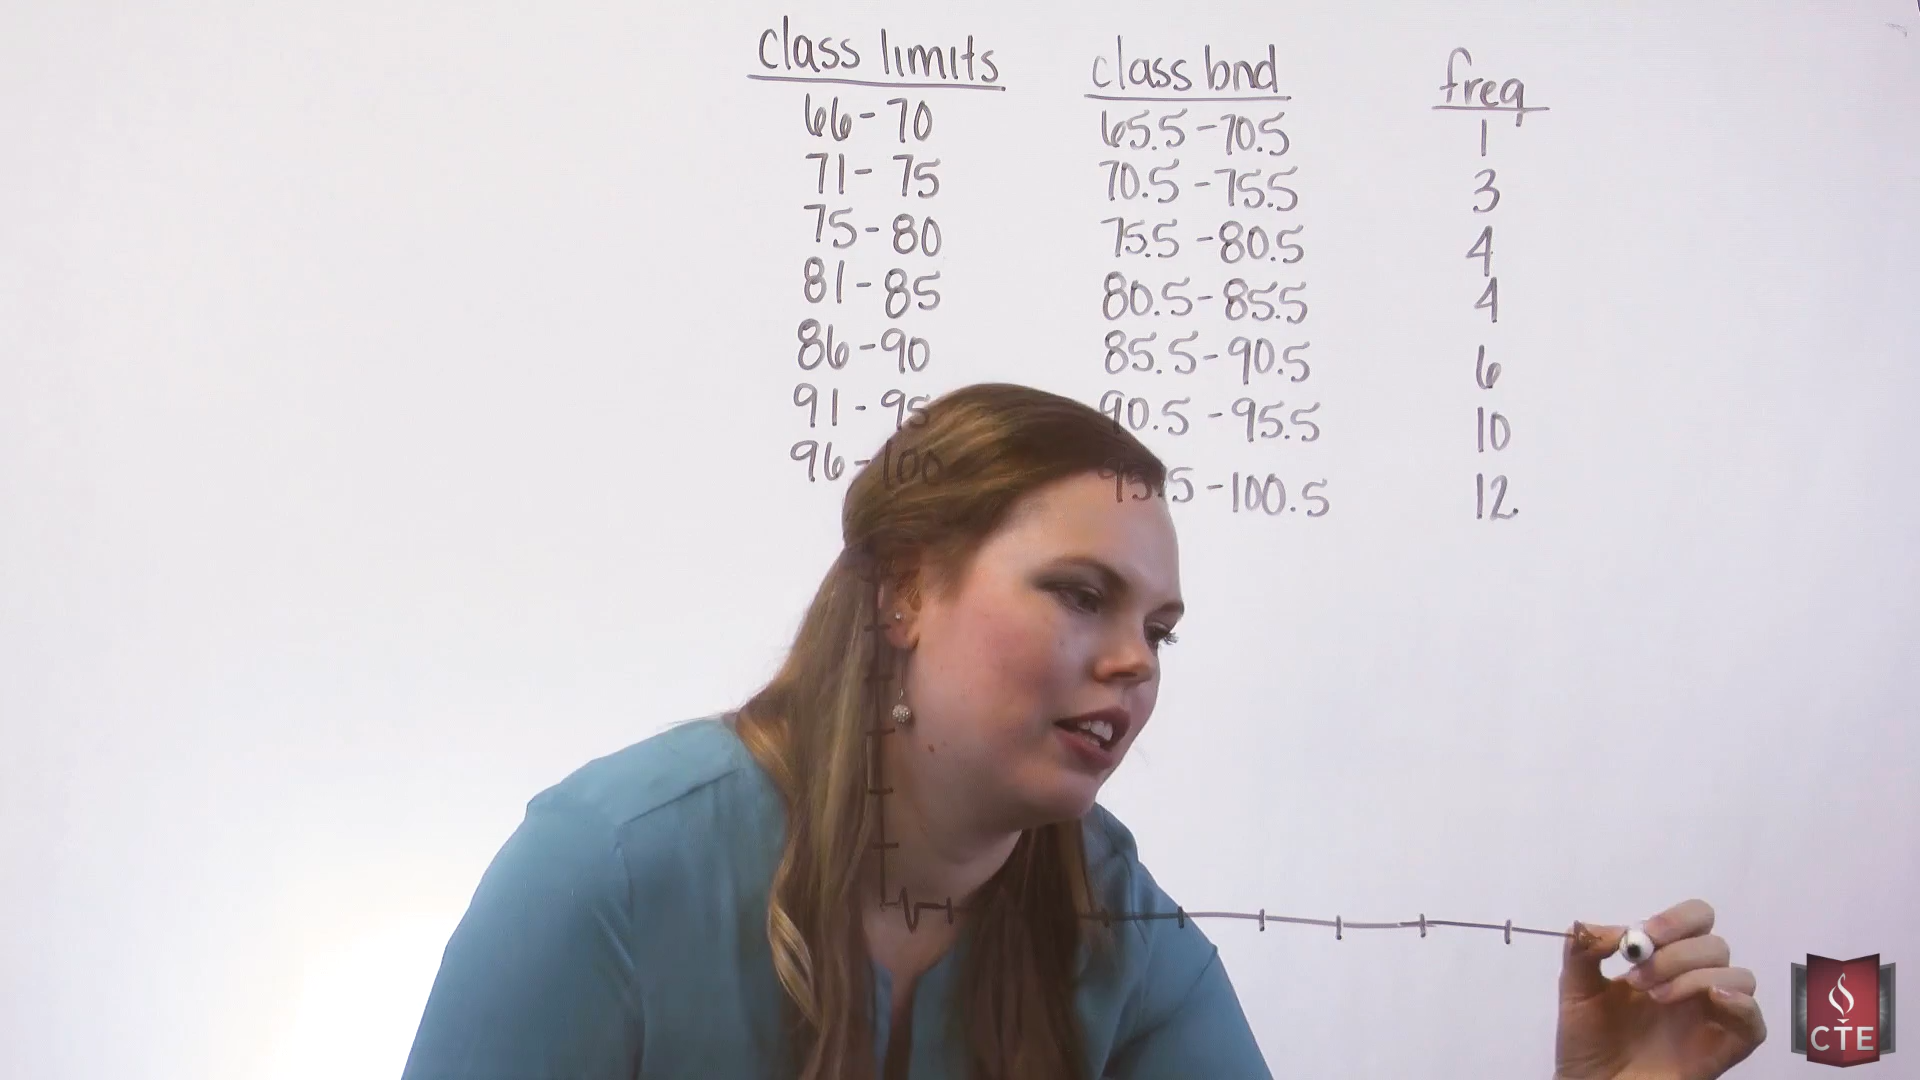 class limits class bnd freq
66-70 65.5-70.5 1
71-75 70.5-75.5 3
75-80 75.5-80.5 4
81-85 80.5-85.5 4
86-90 85.5-90.5 6
91-95 90.5-95.5 10
96-100 95.5-100.5 12
CTE